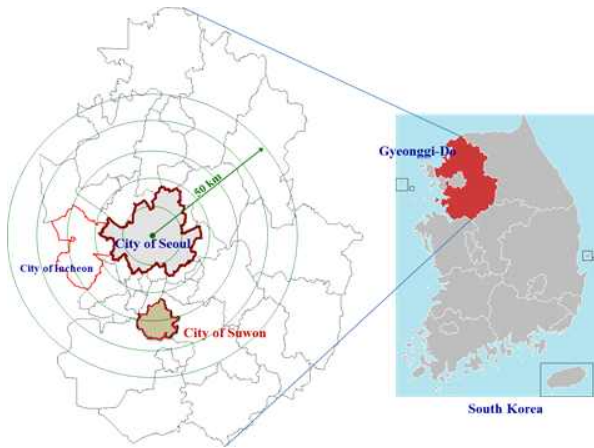 Gyeonggi-Do
50 km
City of Seoul
City of Incheon
City of Suwon
South Korea